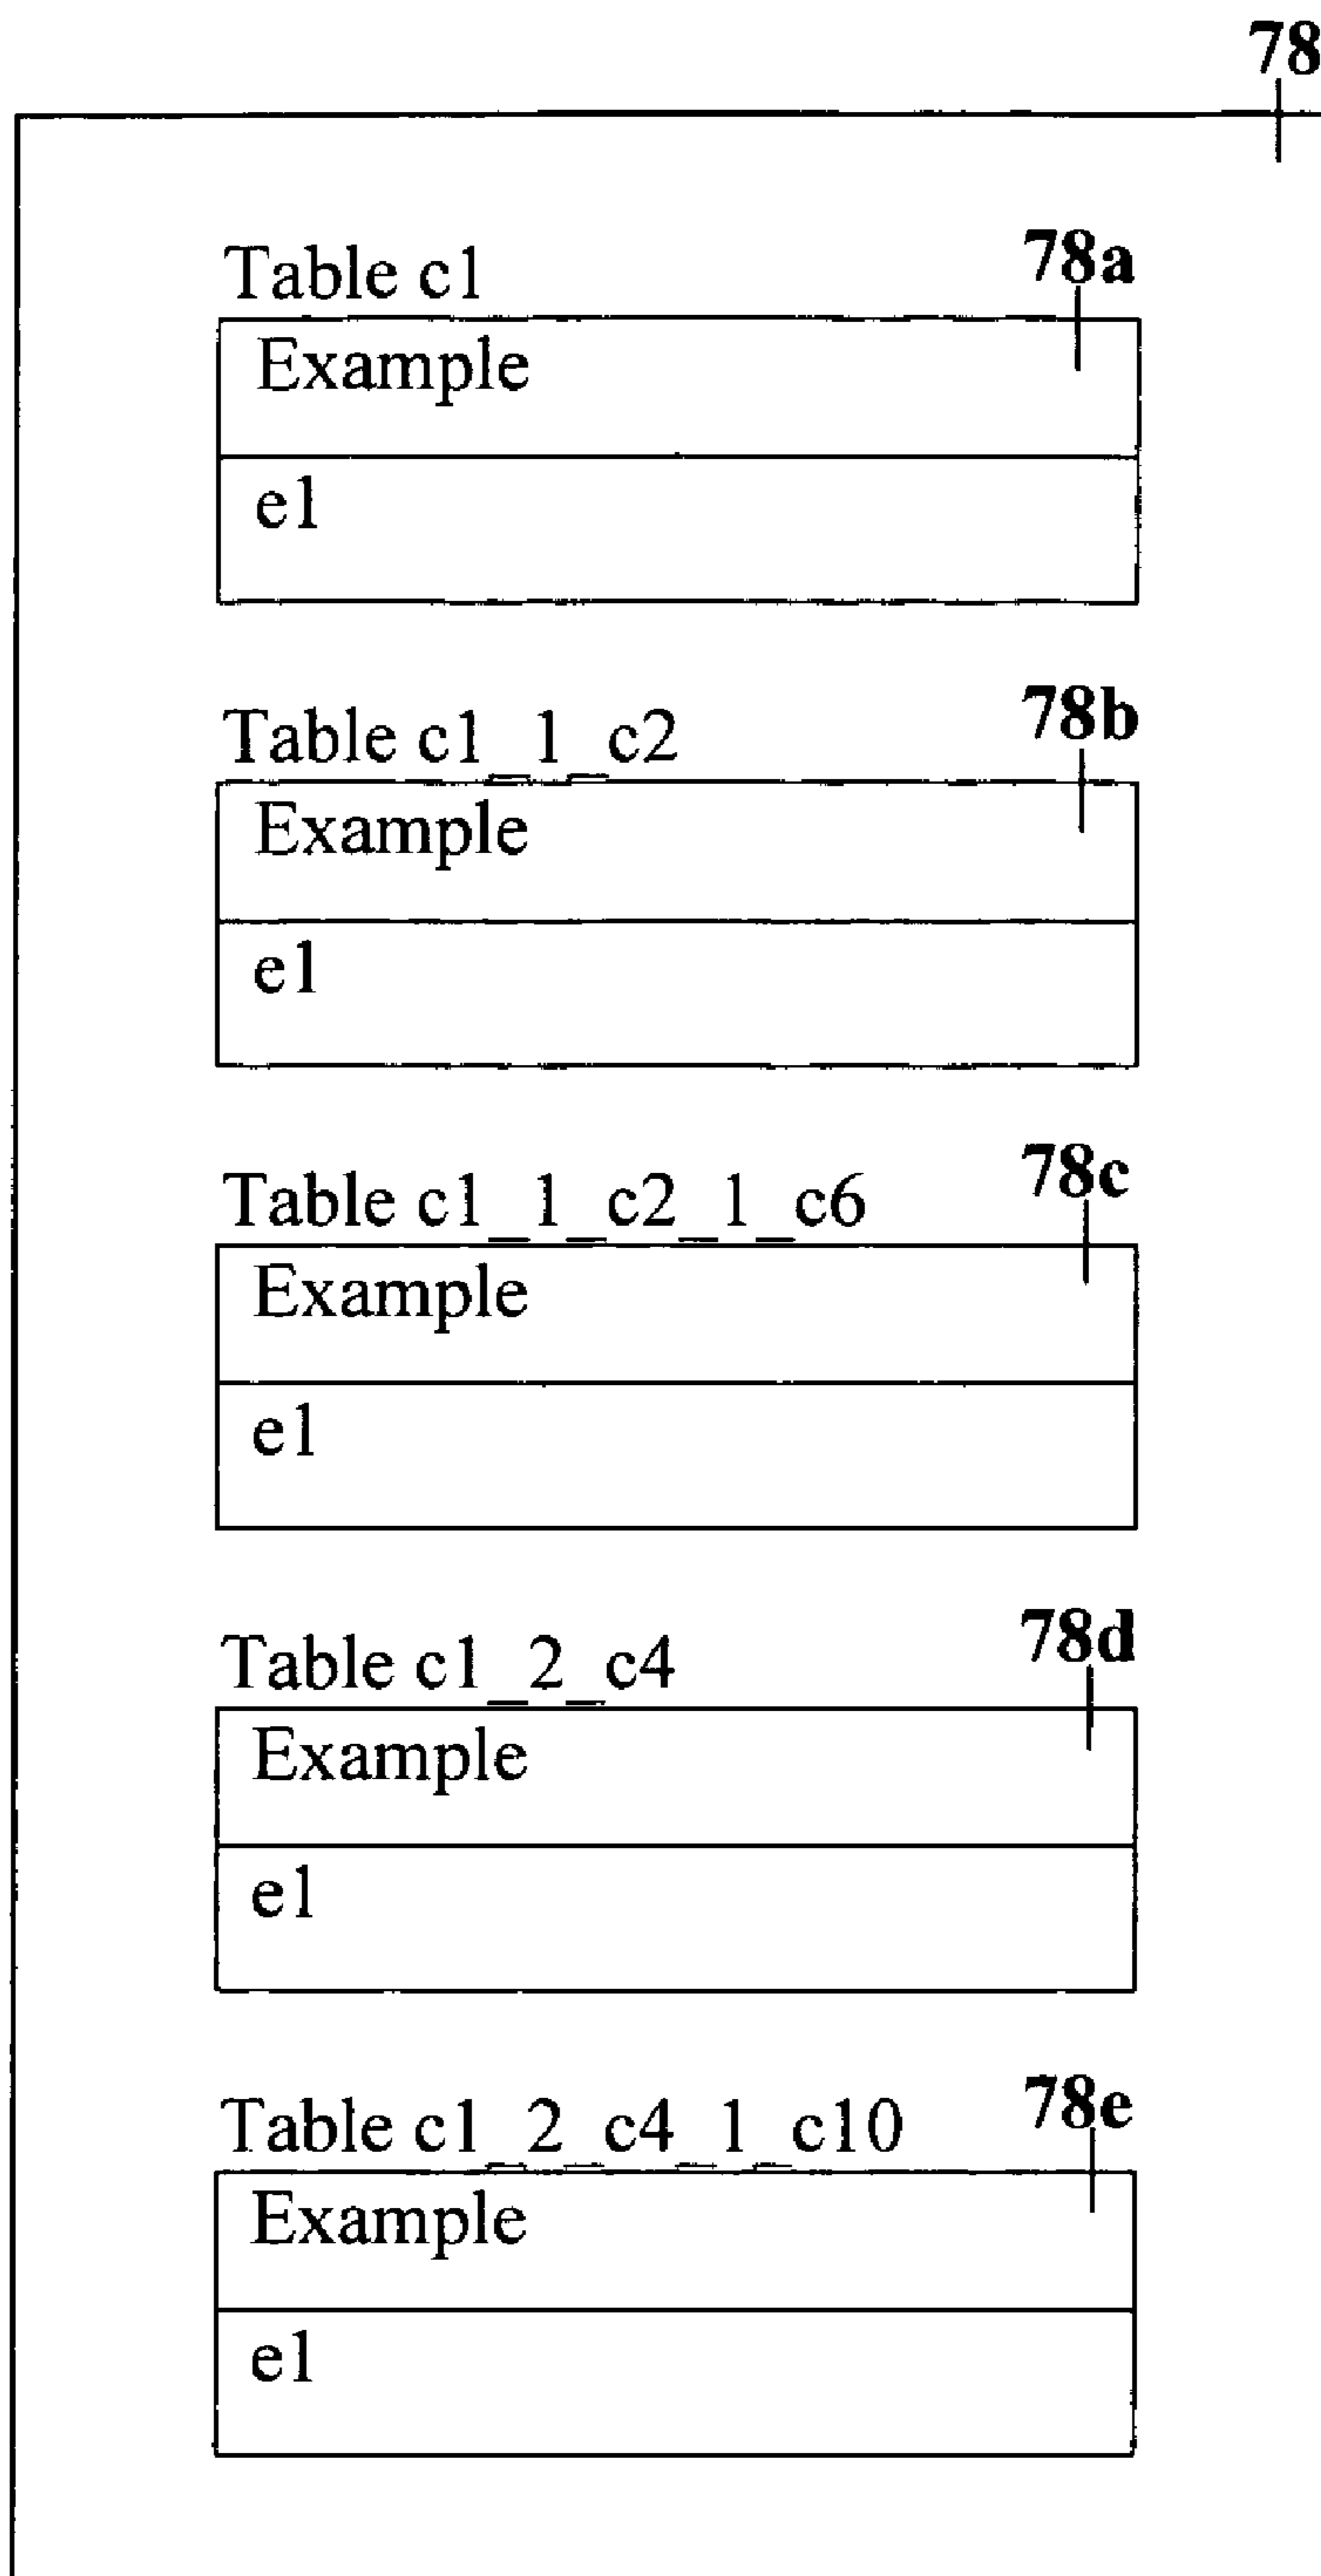 78
Table c1 78a
Example
e1
Table c1_1_c2 78b
Example
e1
Table c1_1_c2_1_c6 78c
Example
e1
Table c1_2_c4 78d
Example
e1
Table c1_2_c4_1_c10 78e
Example
e1